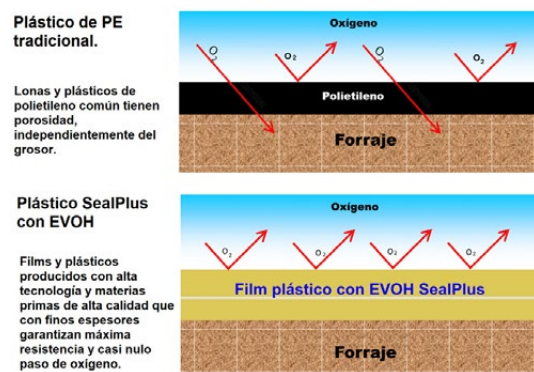 Plástico de PE
tradicional.
Lonas y plásticos de
polietileno común tienen
porosidad,
independientemente del
grosor.
Oxígeno
O2
O2
O2
O2
Polietileno
Forraje
Plástico SealPlus
con EVOH
Films y plásticos
producidos con alta
tecnología y materias
primas de alta calidad que
con finos espesores
garantizan máxima
resistencia y casi nulo
paso de oxígeno.
Oxígeno
O2
O2
O2
O2
Film plástico con EVOH SealPlus
Forraje